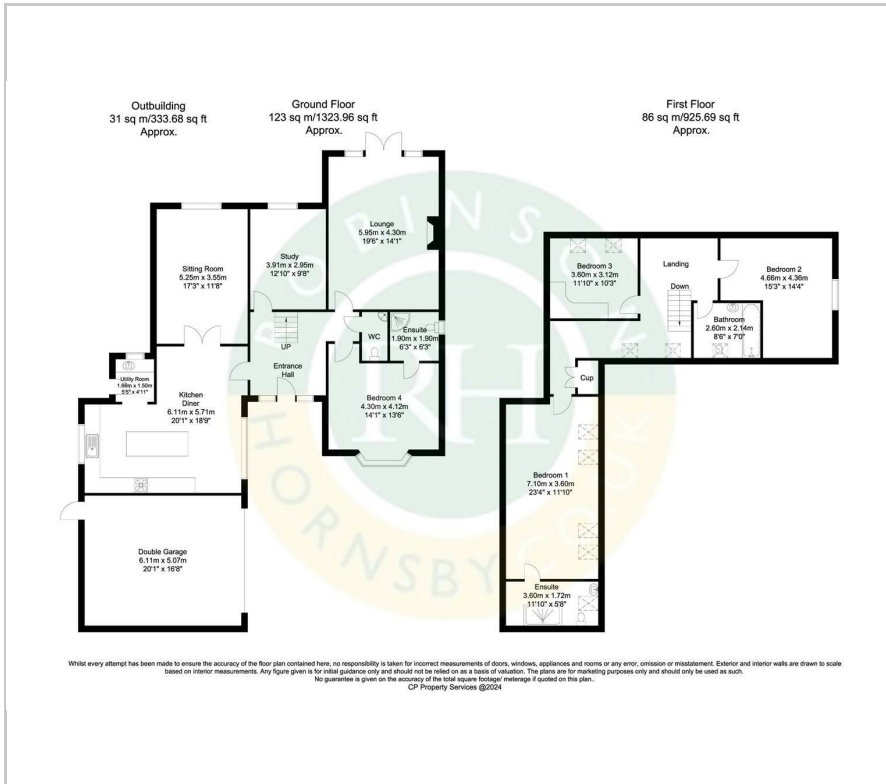 Outbuilding
31 sq m/333.68 sq ft
Approx.
Ground Floor
123 sq m/1323.96 sq ft
Approx.
First Floor
86 sq m/925.69 sq ft
Approx.
Lounge
5.95m x 4.30m
19'6" x 14'1"
Sitting Room
5.25m x 3.55m
17'3" x 11'8"
Study
3.91m x 2.95m
12'10" x 9'8"
WC
Ensuite
1.90m x 1.90m
6'3" x 6'3"
UP
Entrance
Hall
Utility Room
1.66m x 1.50m
5'5" x 4'11"
Kitchen
Diner
6.11m x 5.71m
20'1" x 18'9"
Bedroom 4
4.30m x 4.12m
14'1" x 13'6"
Double Garage
6.11m x 5.07m
20'1" x 16'8"
Bedroom 3
3.60m x 3.12m
11'10" x 10'3"
Landing
Down
Bedroom 2
4.66m x 4.36m
15'3" x 14'4"
Bathroom
2.60m x 2.14m
8'6" x 7'0"
Cup
Bedroom 1
7.10m x 3.60m
23'4" x 11'10"
Ensuite
3.60m x 1.72m
11'10" x 5'8"
ROBINSON
RH
HORNSBY COOK
Whilst every attempt has been made to ensure the accuracy of the floor plan contained here, no responsibility is taken for incorrect measurements of doors, windows, appliances and rooms or any error, omission or misstatement. Exterior and interior walls are drawn to scale
based on interior measurements. Any figure given is for initial guidance only and should not be relied on as a basis of valuation. The plans are for marketing purposes only and should only be used as such.
No guarantee is given on the accuracy of the total square footage/ meterage if quoted on this plan..
CP Property Services @2024